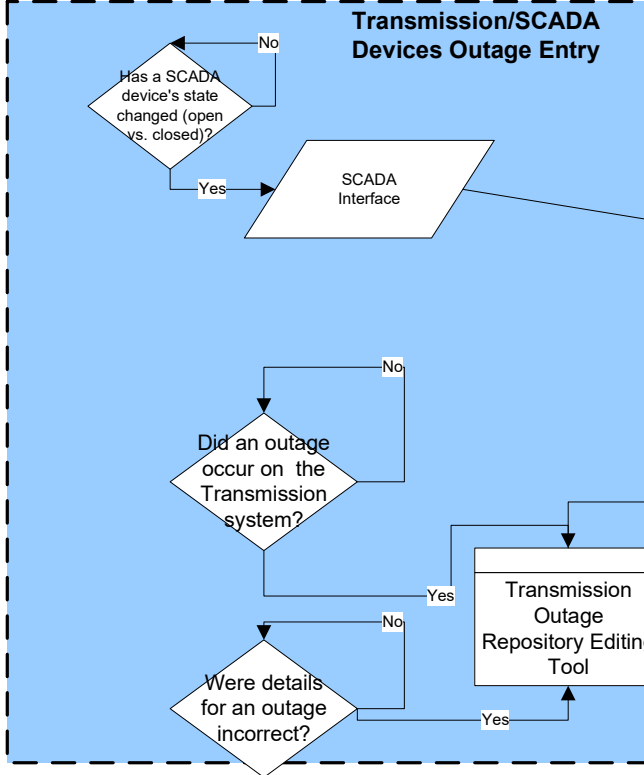 Transmission/SCADA
Devices Outage Entry
No
Has a SCADA
device's state
changed (open
vs. closed)?
Yes
SCADA
Interface
No
Did an outage
occur on the
Transmission
system?
Yes
Transmission
Outage
Repository Editing
Tool
No
Were details
for an outage
incorrect?
Yes